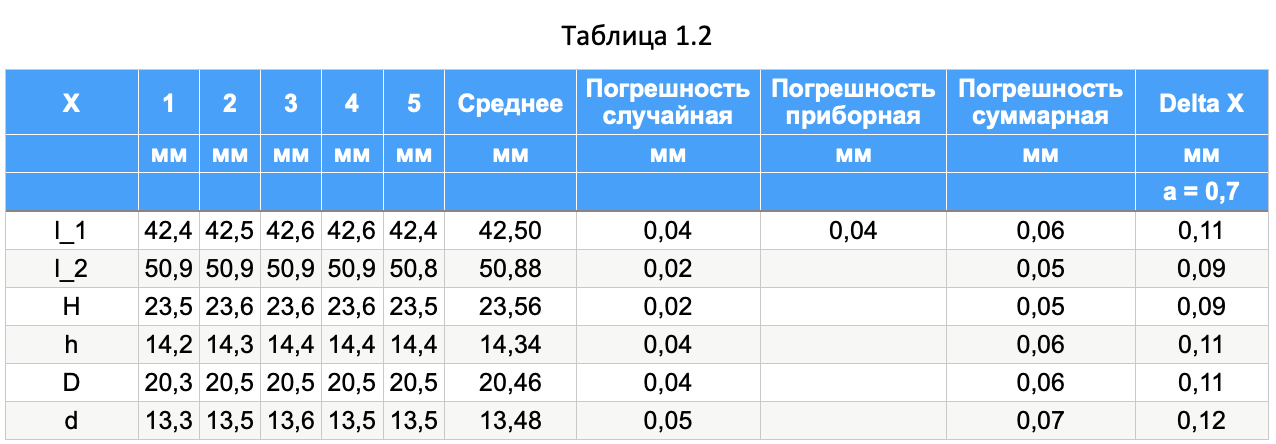 Таблица 1.2
X 1 2 3 4 5 Среднее Погрешность случайная Погрешность приборная Погрешность суммарная Delta X
мм мм мм мм мм мм мм мм мм мм
a = 0,7
l_1 42,4 42,5 42,6 42,6 42,4 42,50 0,04 0,04 0,06 0,11
l_2 50,9 50,9 50,9 50,9 50,8 50,88 0,02 0,05 0,09
H 23,5 23,6 23,6 23,6 23,5 23,56 0,02 0,05 0,09
h 14,2 14,3 14,4 14,4 14,4 14,34 0,04 0,06 0,11
D 20,3 20,5 20,5 20,5 20,5 20,46 0,04 0,06 0,11
d 13,3 13,5 13,6 13,5 13,5 13,48 0,05 0,07 0,12